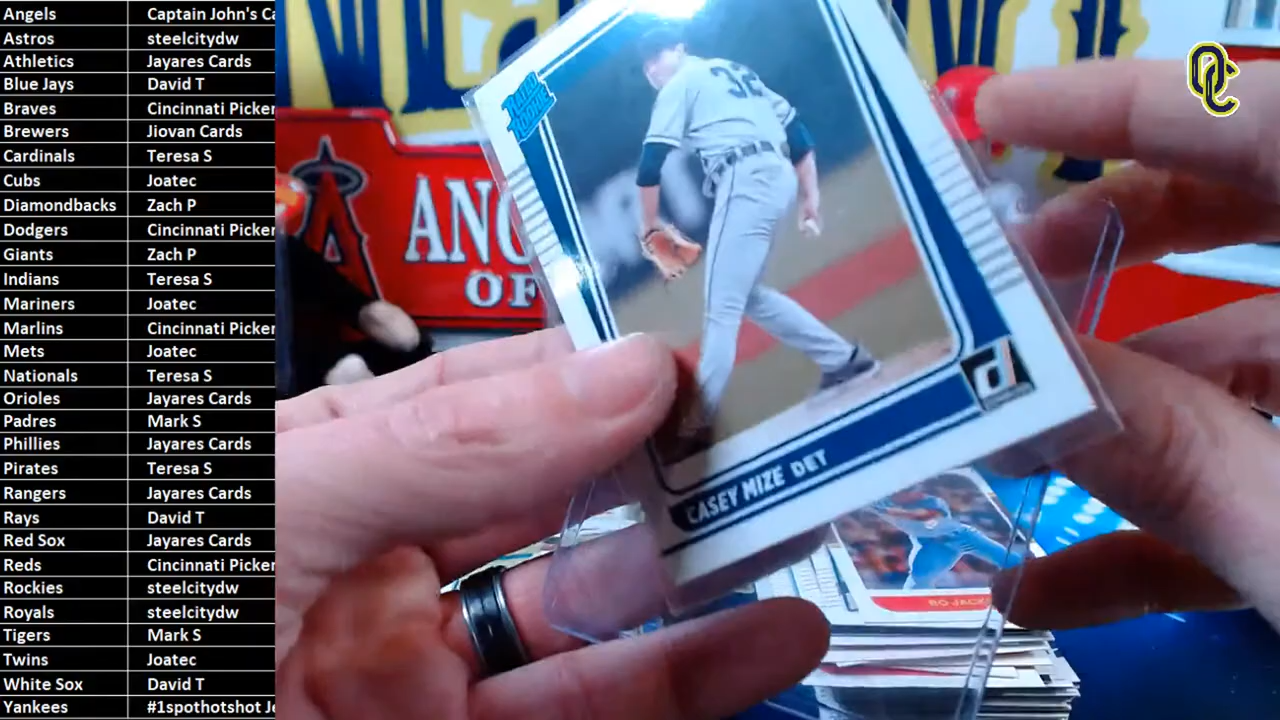 Angels Captain John's Ca
Astros steelcitydw
Athletics Jayares Cards
Blue Jays David T
Braves Cincinnati Picker
Brewers Jiovan Cards
Cardinals Teresa S
Cubs Joatec
Diamondbacks Zach P
Dodgers Cincinnati Picker
Giants Zach P
Indians Teresa S
Mariners Joatec
Marlins Cincinnati Picker
Mets Joatec
Nationals Teresa S
Orioles Jayares Cards
Padres Mark S
Phillies Jayares Cards
Pirates Teresa S
Rangers Jayares Cards
Rays David T
Red Sox Jayares Cards
Reds Cincinnati Picker
Rockies steelcitydw
Royals steelcitydw
Tigers Mark S
Twins Joatec
White Sox David T
Yankees #1spothotshot Je
OC
RATED
ROOKIE
32
A ANG
OF
d
CASEY MIZE DET
BO JACKS